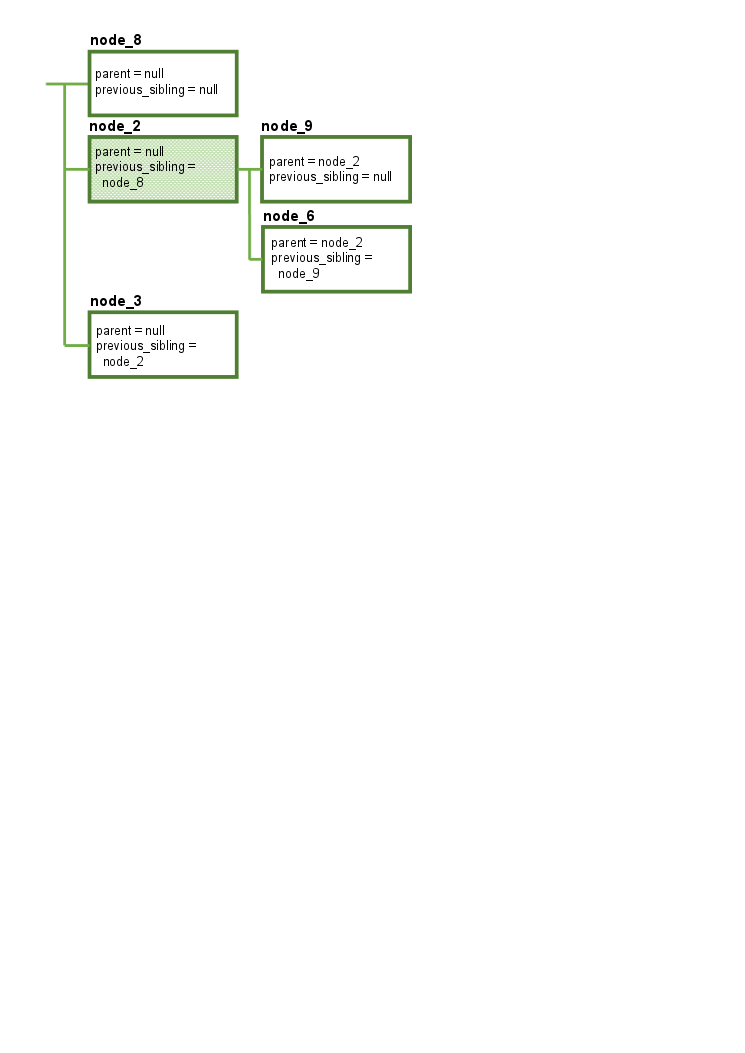 node_8
parent = null
previous_sibling = null
node_2
parent = null
previous_sibling =
node_8
node_9
parent = node_2
previous_sibling = null
node_6
parent = node_2
previous_sibling =
node_9
node_3
parent = null
previous_sibling =
node_2